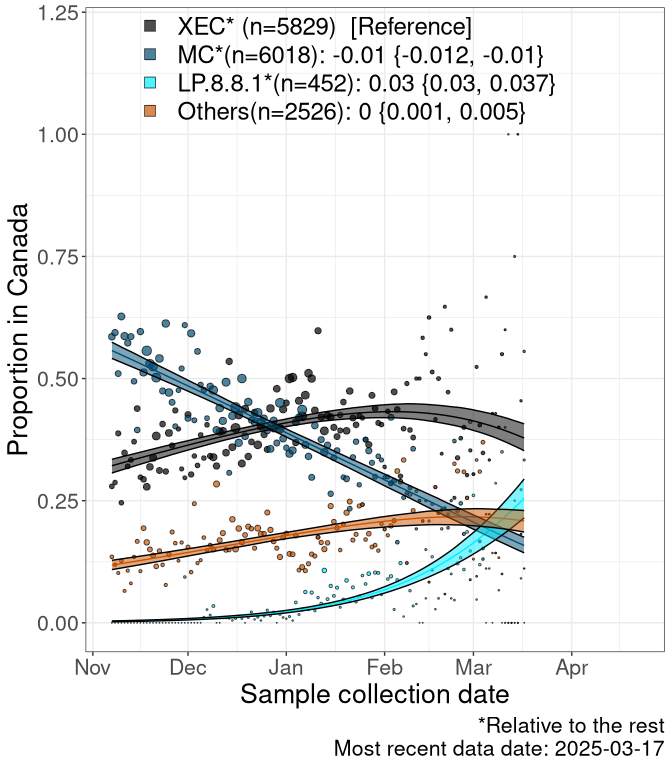 XEC* (n=5829)  [Reference]
MC*(n=6018): -0.01 {-0.012, -0.01}
LP.8.8.1*(n=452): 0.03 {0.03, 0.037}
Others(n=2526): 0 {0.001, 0.005}
1.25
1.00
0.75
0.50
0.25
0.00
Proportion in Canada
Nov Dec Jan Feb Mar Apr
Sample collection date
*Relative to the rest
Most recent data date: 2025-03-17